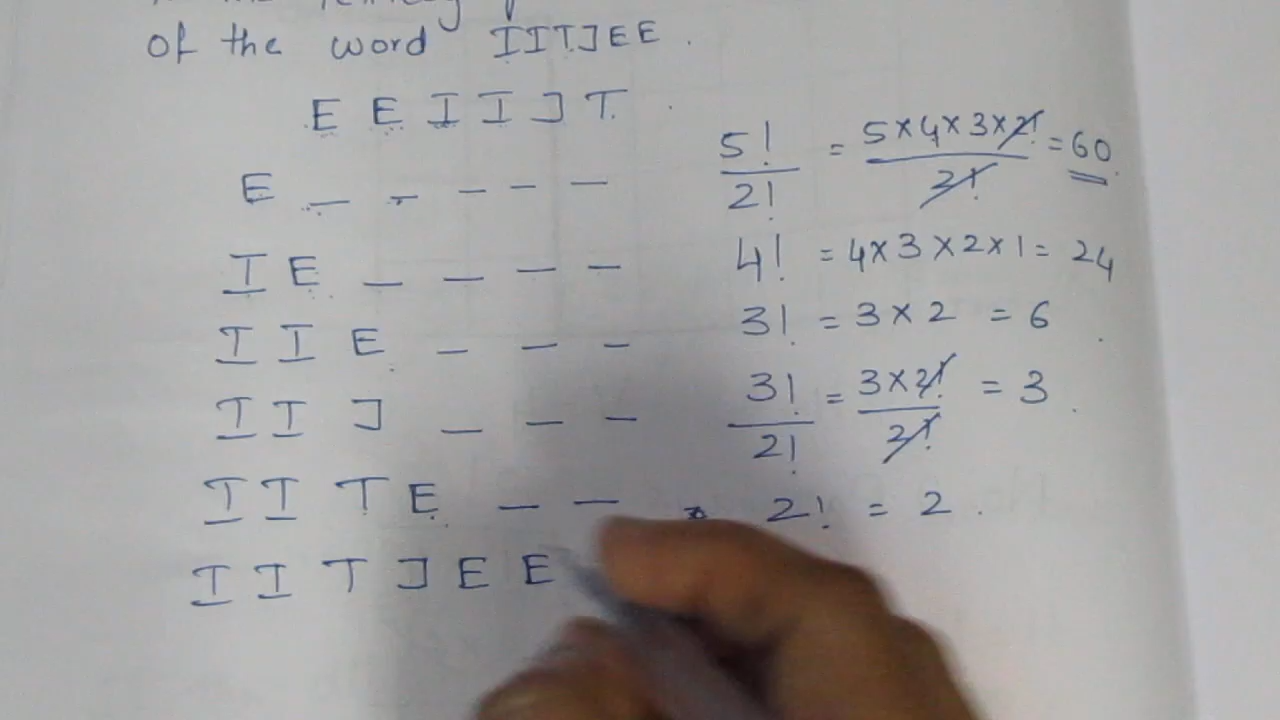 of the word IITJEE.
E E I I J T.
E _ _ _ _ _ 5!/2! = 5×4×3×2!/2! = 60
I E _ _ _ _ 4! = 4×3×2×1 = 24
I I E _ _ _ 3! = 3×2 = 6
I I J _ _ _ 3!/2! = 3×2!/2! = 3
I I T E _ _ 2! = 2.
I I T J E E